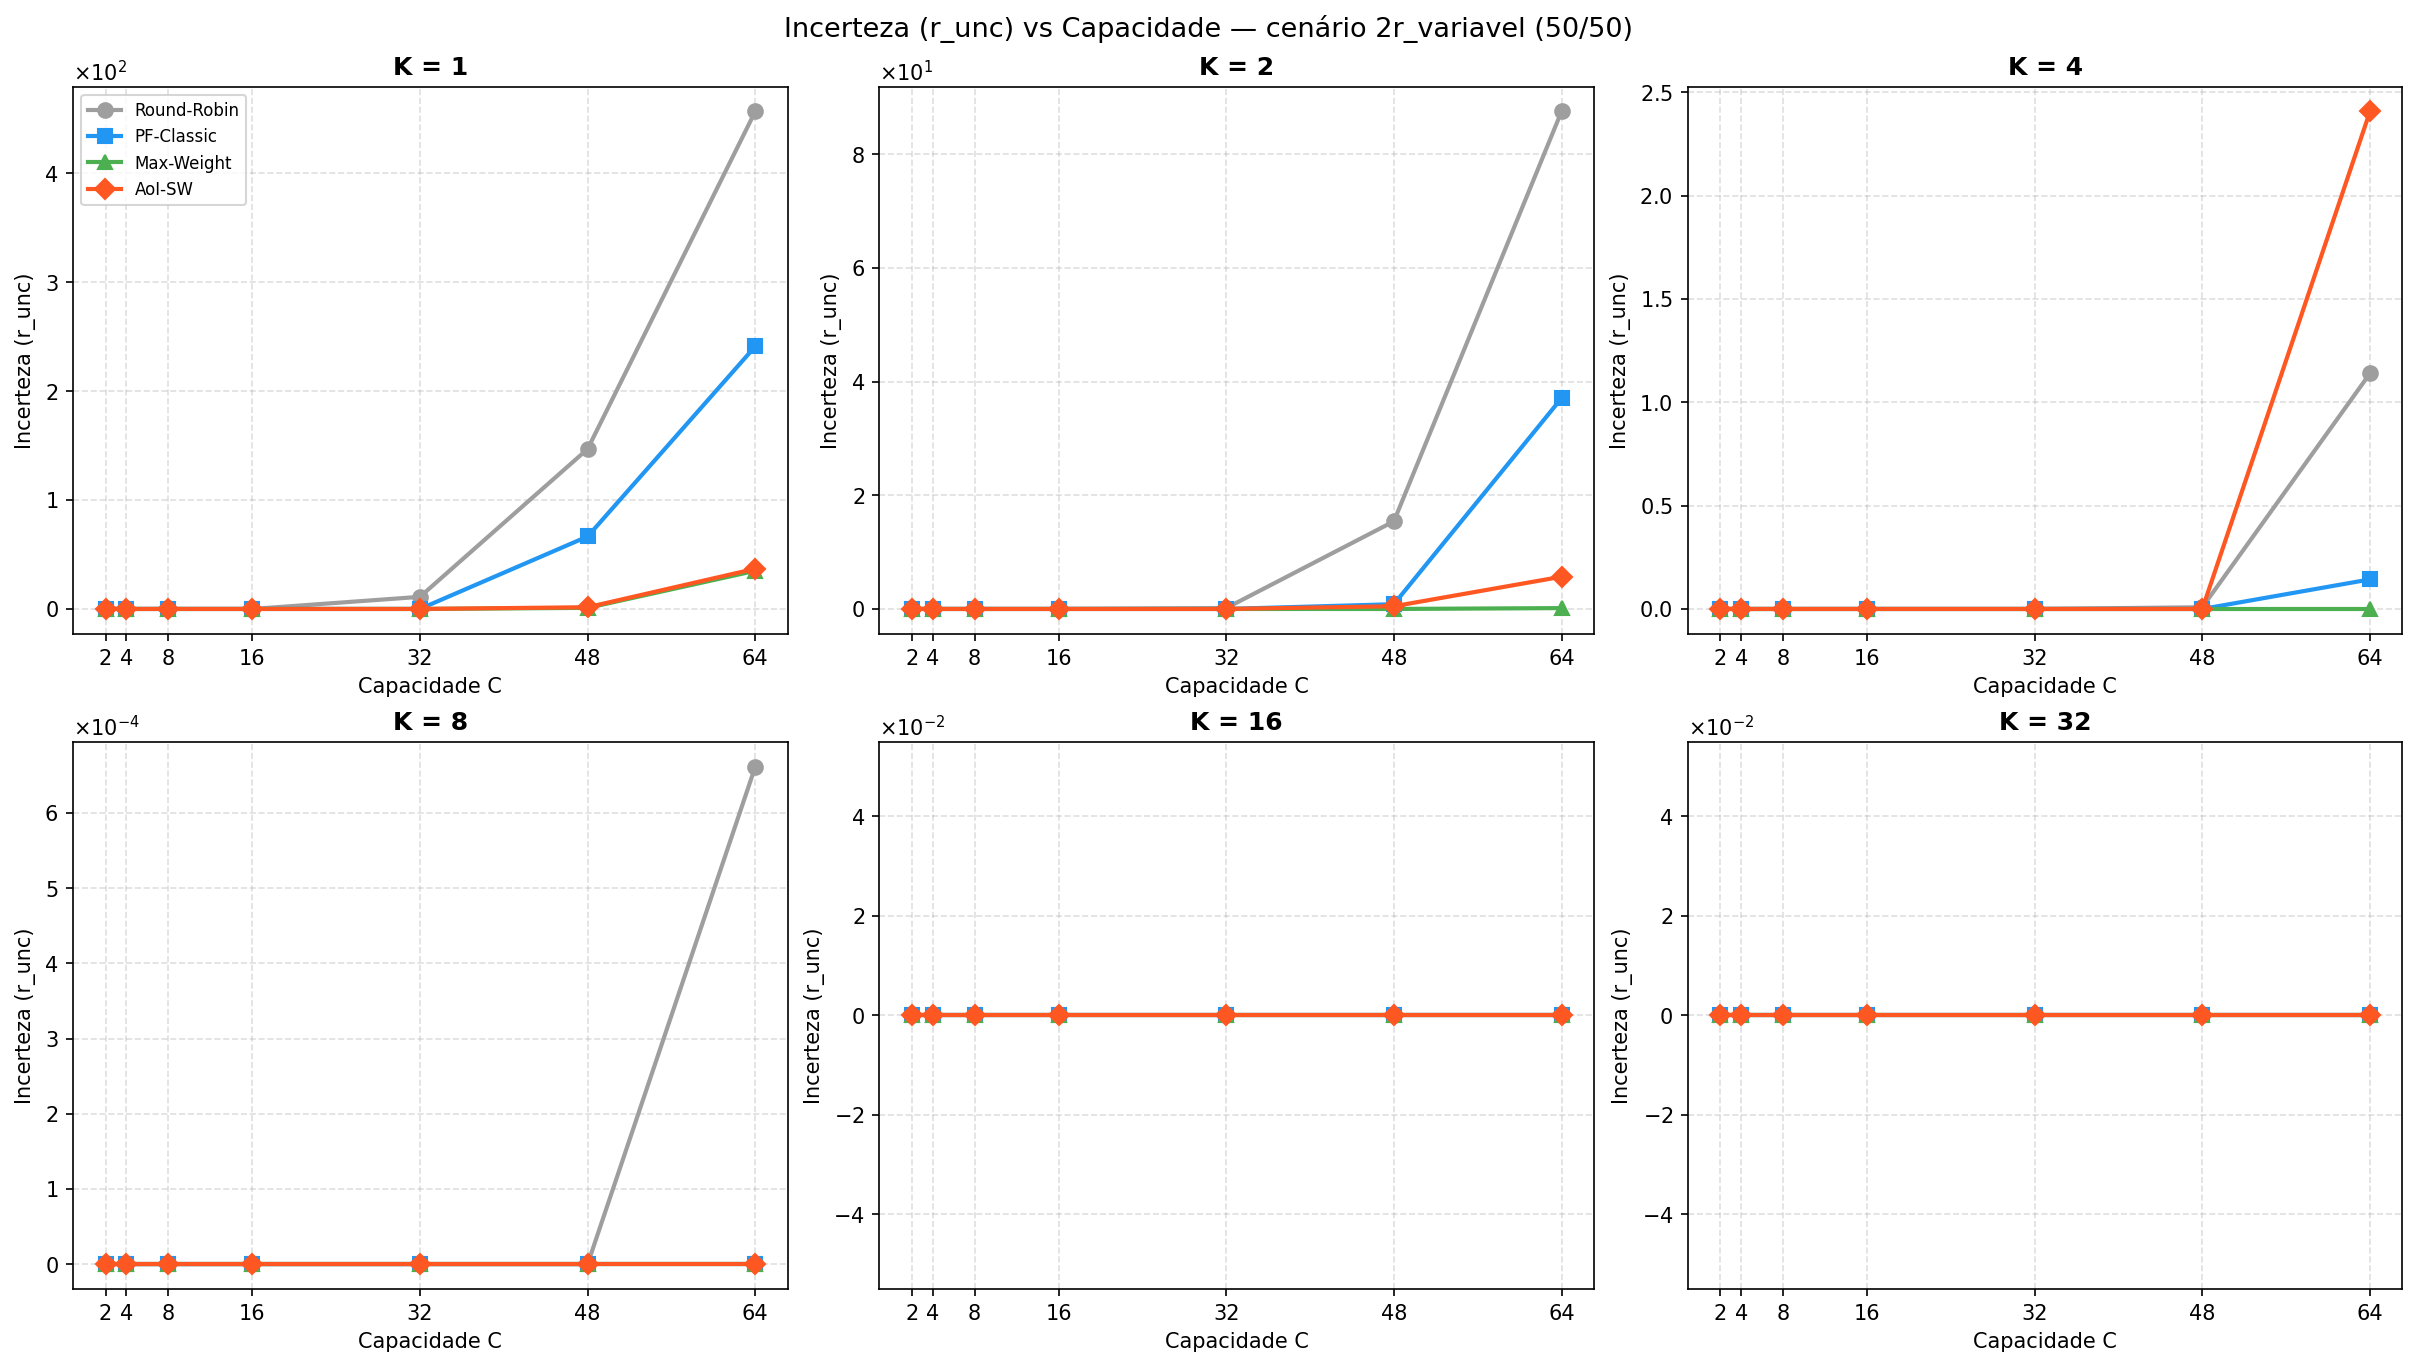 Incerteza (r_unc) vs Capacidade — cenário 2r_variavel (50/50)
×10²
K = 1
Round-Robin
PF-Classic
Max-Weight
AoI-SW
4
3
2
1
0
Incerteza (r_unc)
2 4 8 16 32 48 64
Capacidade C
×10¹
K = 2
8
6
4
2
0
Incerteza (r_unc)
2 4 8 16 32 48 64
Capacidade C
K = 4
2.5
2.0
1.5
1.0
0.5
0.0
Incerteza (r_unc)
2 4 8 16 32 48 64
Capacidade C
×10⁻⁴
K = 8
6
5
4
3
2
1
0
Incerteza (r_unc)
2 4 8 16 32 48 64
Capacidade C
×10⁻²
K = 16
4
2
0
−2
−4
Incerteza (r_unc)
2 4 8 16 32 48 64
Capacidade C
×10⁻²
K = 32
4
2
0
−2
−4
Incerteza (r_unc)
2 4 8 16 32 48 64
Capacidade C